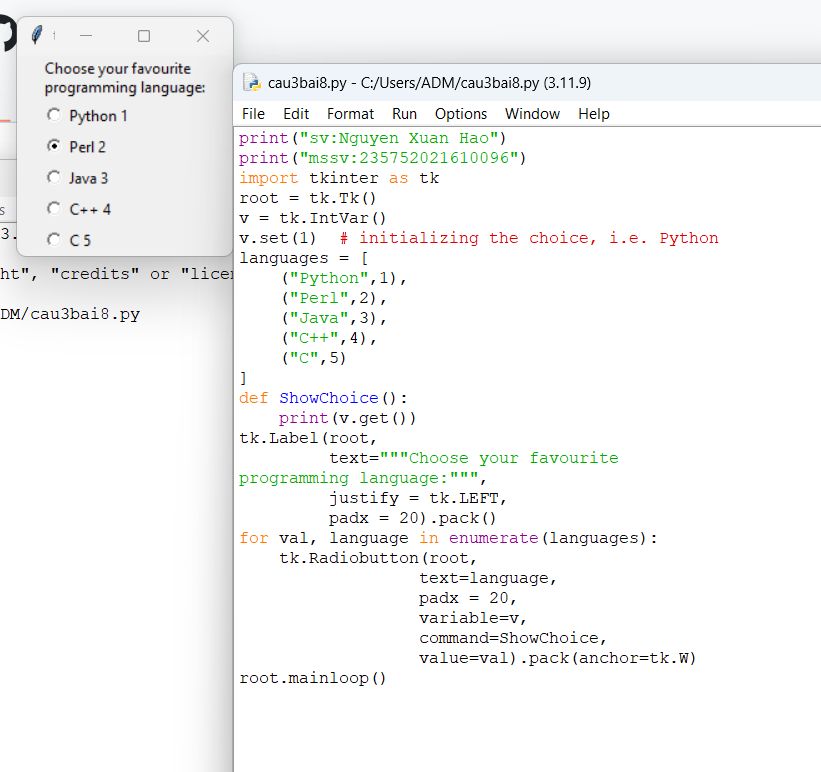 Choose your favourite
programming language:
Python 1
Perl 2
Java 3
C++ 4
C 5
s
3.
ht", "credits" or "licen
DM/cau3bai8.py
cau3bai8.py - C:/Users/ADM/cau3bai8.py (3.11.9)
File Edit Format Run Options Window Help
print("sv:Nguyen Xuan Hao")
print("mssv:235752021610096")
import tkinter as tk
root = tk.Tk()
v = tk.IntVar()
v.set(1)  # initializing the choice, i.e. Python
languages = [
    ("Python",1),
    ("Perl",2),
    ("Java",3),
    ("C++",4),
    ("C",5)
]
def ShowChoice():
    print(v.get())
tk.Label(root,
         text="""Choose your favourite
programming language:""",
         justify = tk.LEFT,
         padx = 20).pack()
for val, language in enumerate(languages):
    tk.Radiobutton(root,
                  text=language,
                  padx = 20,
                  variable=v,
                  command=ShowChoice,
                  value=val).pack(anchor=tk.W)
root.mainloop()